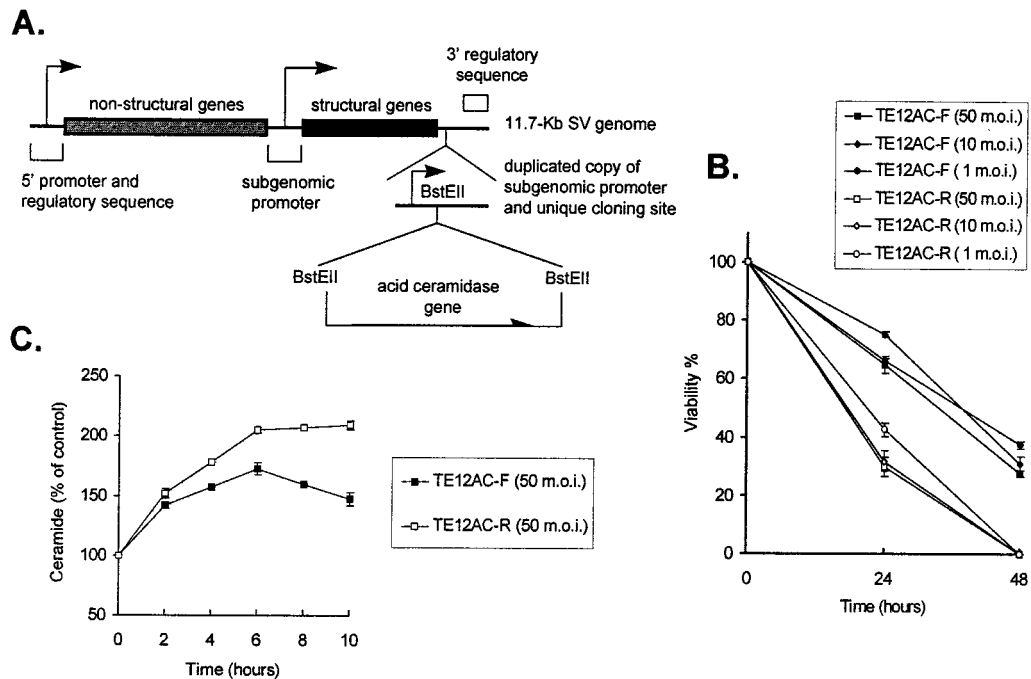 A.
3' regulatory
sequence
non-structural genes
structural genes
11.7-Kb SV genome
5' promoter and
regulatory sequence
subgenomic
promoter
BstEII
duplicated copy of
subgenomic promoter
and unique cloning site
BstEII
BstEII
acid ceramidase
gene
B.
TE12AC-F (50 m.o.i.)
TE12AC-F (10 m.o.i.)
TE12AC-F ( 1 m.o.i.)
TE12AC-R (50 m.o.i.)
TE12AC-R (10 m.o.i.)
TE12AC-R ( 1 m.o.i.)
100
80
60
40
20
0
Viability %
0
24
48
Time (hours)
C.
250
200
150
100
50
Ceramide (% of control)
0
2
4
6
8
10
Time (hours)
TE12AC-F (50 m.o.i.)
TE12AC-R (50 m.o.i.)